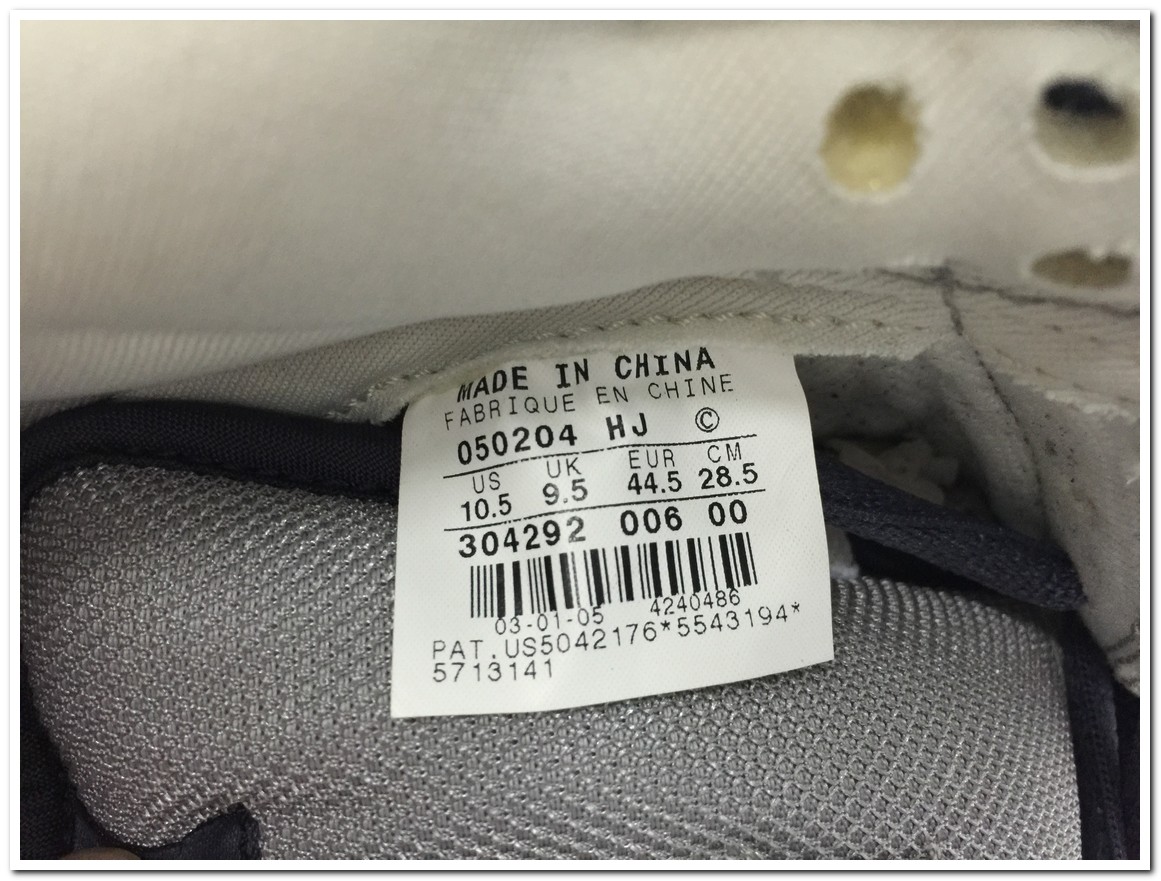 MADE IN CHINA
FABRIQUE EN CHINE
050204 HJ ©
US UK EUR CM
10.5 9.5 44.5 28.5
304292 006 00
03-01-05 4240486
PAT.US5042176*5543194*
5713141